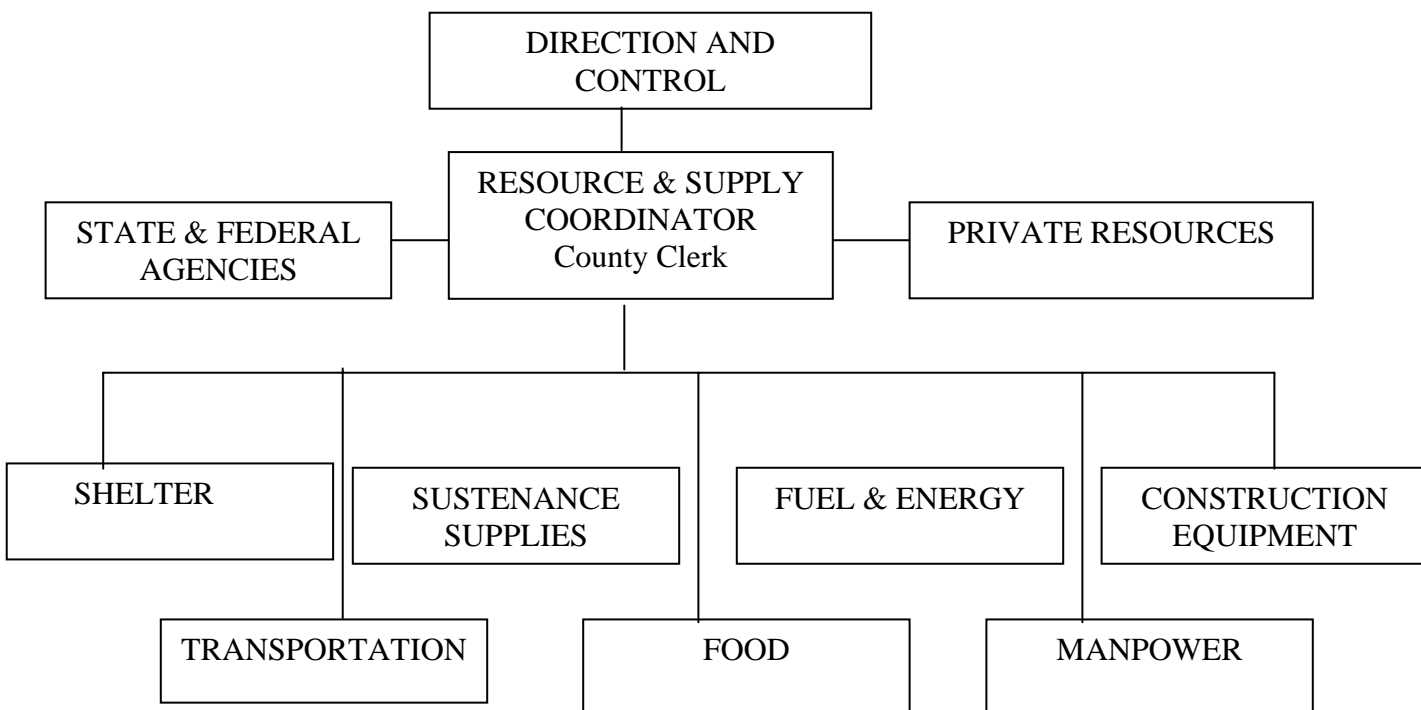 DIRECTION AND
CONTROL
RESOURCE & SUPPLY
COORDINATOR
County Clerk
STATE & FEDERAL
AGENCIES
PRIVATE RESOURCES
SHELTER
SUSTENANCE
SUPPLIES
FUEL & ENERGY
CONSTRUCTION
EQUIPMENT
TRANSPORTATION
FOOD
MANPOWER